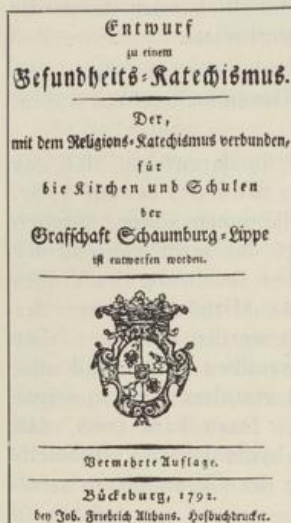 Entwurf
zu einem
Gesundheits-Katechismus.
Der,
mit dem Religions-Katechismus verbunden,
für
die Kirchen und Schulen
der
Grafschaft Schaumburg-Lippe
ist entworfen worden.
Vermehrte Auflage.
Bückeburg, 1792.
bey Joh. Friedrich Althans. Hofbuchdrucker.